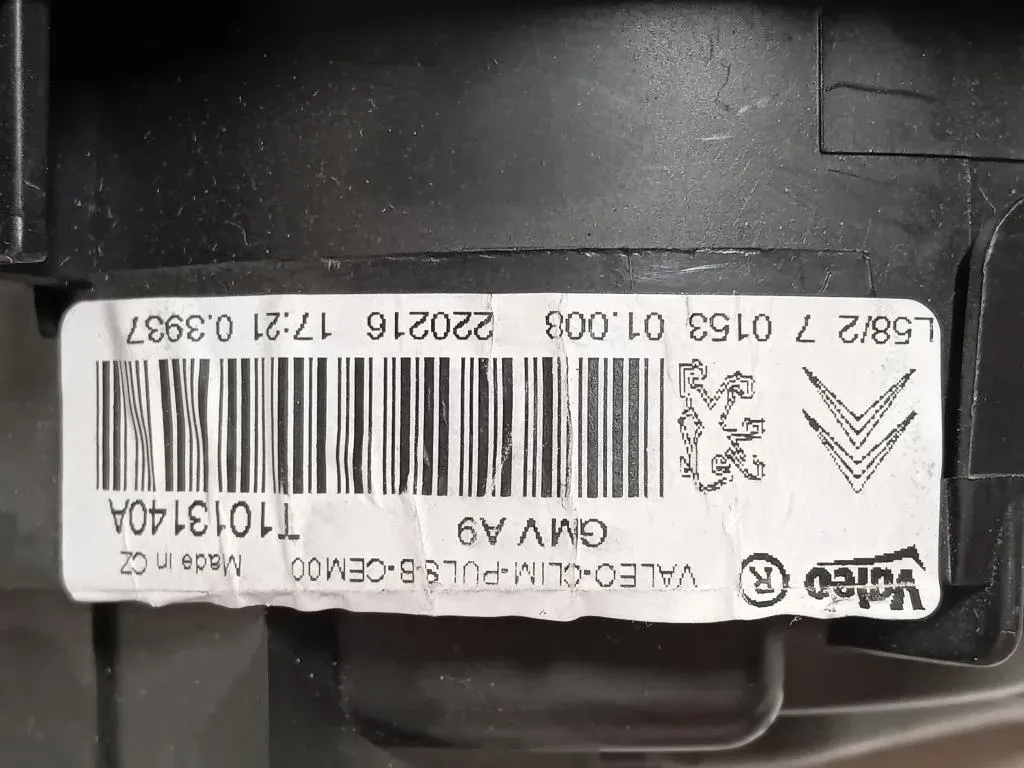 Valeo ® VALEO-CLIM-PULS-B-CEM00 Made in CZ
GMV A9 T1013140A
L58/2 7 0153 01.008 220216 17:21 0.3937